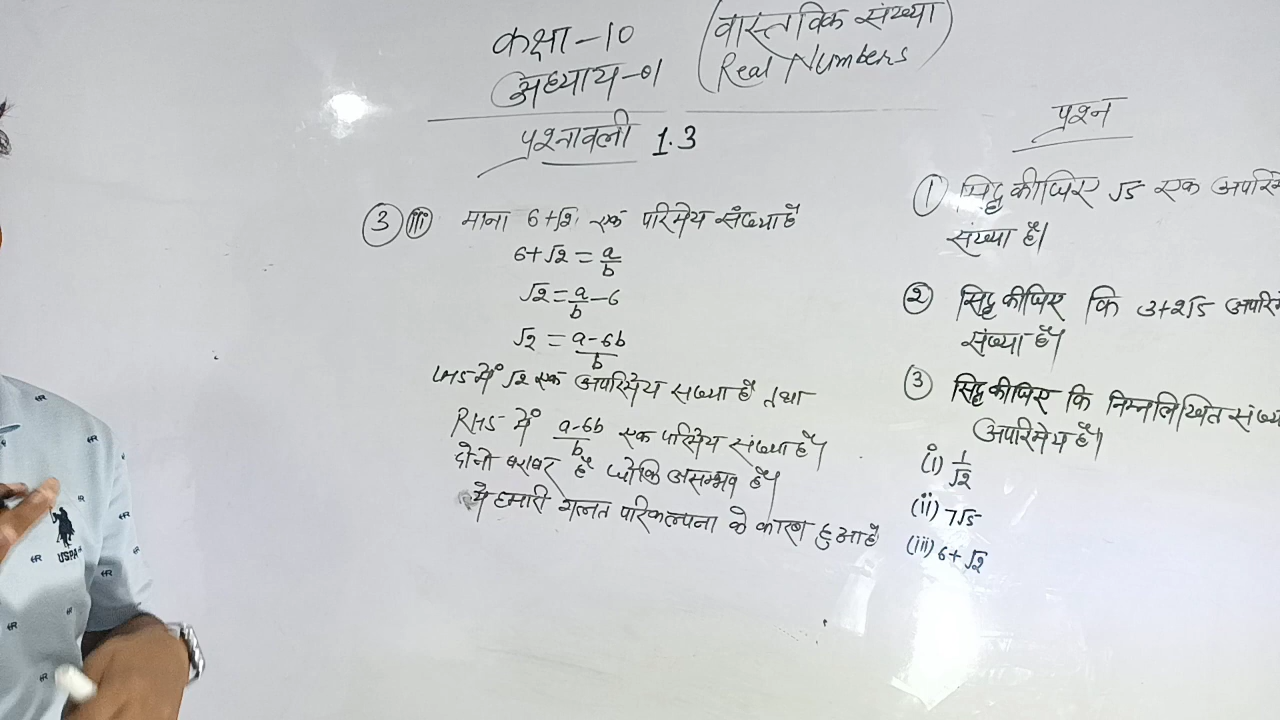 कक्षा-10
(वास्तविक संख्या
अध्याय-01
Real Numbers)
प्रश्नावली 1.3
③ ⅲ माना 6+√2 एक परिमेय संख्या है
6+√2 = a/b
√2 = a/b - 6
√2 = a-6b/b
LHS में √2 एक अपरिमेय संख्या है तथा
RHS में a-6b/b एक परिमेय संख्या है।
दोनो बराबर है जोकि असम्भव है।
ये हमारी गलत परिकल्पना के कारण हुआ है
प्रश्न
① सिद्ध कीजिए √5 एक
संख्या है।
② सिद्ध कीजिए कि 3+2√5
संख्या है।
③ सिद्ध कीजिए कि निम्नलिखित
अपरिमेय है।
(i) 1/√2
(ii) 7√5
(iii) 6+√2
USPA